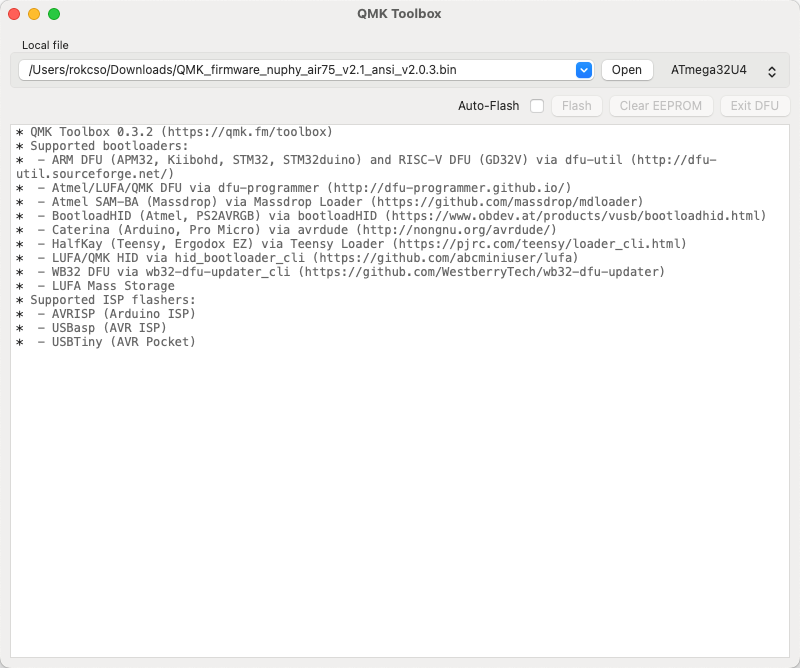 QMK Toolbox
Local file
/Users/rokcso/Downloads/QMK_firmware_nuphy_air75_v2.1_ansi_v2.0.3.bin Open ATmega32U4
Auto-Flash Flash Clear EEPROM Exit DFU
* QMK Toolbox 0.3.2 (https://qmk.fm/toolbox)
* Supported bootloaders:
*  - ARM DFU (APM32, Kiibohd, STM32, STM32duino) and RISC-V DFU (GD32V) via dfu-util (http://dfu-
util.sourceforge.net/)
*  - Atmel/LUFA/QMK DFU via dfu-programmer (http://dfu-programmer.github.io/)
*  - Atmel SAM-BA (Massdrop) via Massdrop Loader (https://github.com/massdrop/mdloader)
*  - BootloadHID (Atmel, PS2AVRGB) via bootloadHID (https://www.obdev.at/products/vusb/bootloadhid.html)
*  - Caterina (Arduino, Pro Micro) via avrdude (http://nongnu.org/avrdude/)
*  - HalfKay (Teensy, Ergodox EZ) via Teensy Loader (https://pjrc.com/teensy/loader_cli.html)
*  - LUFA/QMK HID via hid_bootloader_cli (https://github.com/abcminiuser/lufa)
*  - WB32 DFU via wb32-dfu-updater_cli (https://github.com/WestberryTech/wb32-dfu-updater)
*  - LUFA Mass Storage
* Supported ISP flashers:
*  - AVRISP (Arduino ISP)
*  - USBasp (AVR ISP)
*  - USBTiny (AVR Pocket)